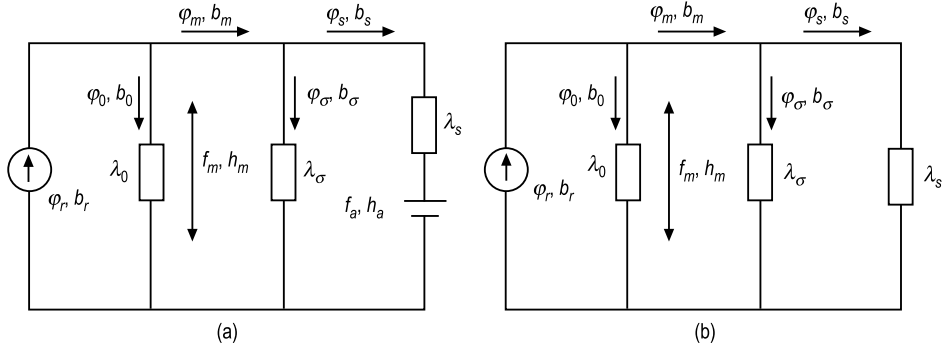 φm, bm
φs, bs
φ0, b0
φσ, bσ
λs
λ0
fm, hm
λσ
φr, br
fa, ha
(a)
φm, bm
φs, bs
φ0, b0
φσ, bσ
λ0
fm, hm
λσ
λs
φr, br
(b)